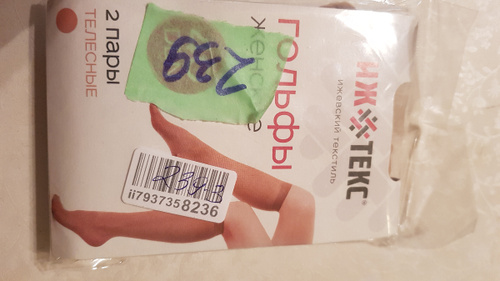 ИЖ ТЕКС®
ижевский текстиль
Гольфы
женские
239
2 пары
ТЕЛЕСНЫЕ
ii7937358236